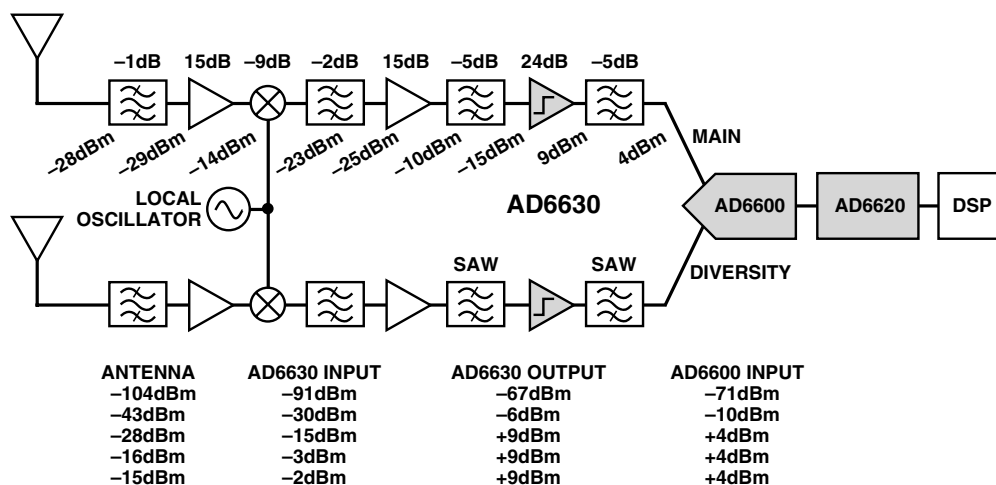 –1dB 15dB –9dB –2dB 15dB –5dB 24dB –5dB
–28dBm –29dBm –14dBm –23dBm –25dBm –10dBm –15dBm 9dBm 4dBm
MAIN
LOCAL
OSCILLATOR
AD6630
AD6600
AD6620
DSP
SAW
SAW
DIVERSITY
ANTENNA AD6630 INPUT AD6630 OUTPUT AD6600 INPUT
–104dBm –91dBm –67dBm –71dBm
–43dBm –30dBm –6dBm –10dBm
–28dBm –15dBm +9dBm +4dBm
–16dBm –3dBm +9dBm +4dBm
–15dBm –2dBm +9dBm +4dBm